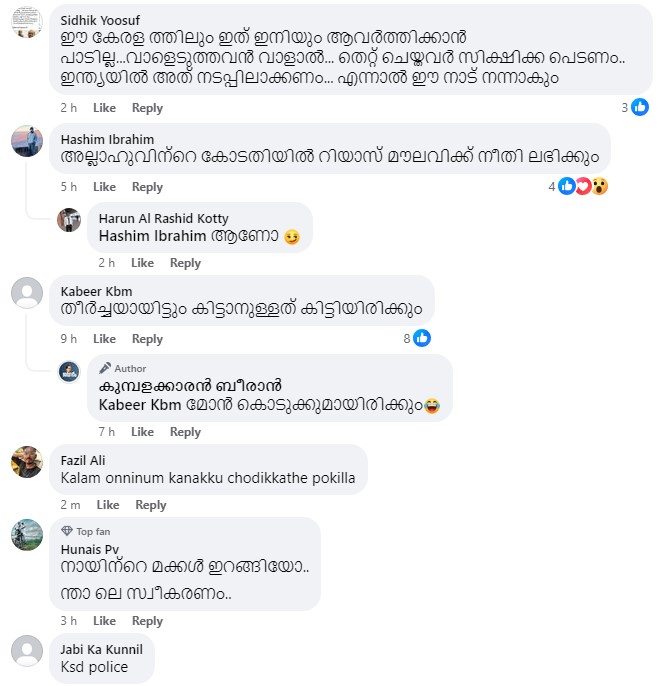 Sidhik Yoosuf
ഈ കേരള ത്തിലും ഇത് ഇനിയും ആവർത്തിക്കാൻ
പാടില്ല...വാളെടുത്തവൻ വാളാൽ... തെറ്റ് ചെയ്തവർ സിക്ഷിക്ക പെടണം..
ഇന്ത്യയിൽ അത് നടപ്പിലാക്കണം... എന്നാൽ ഈ നാട് നന്നാകും
2 h Like Reply 3
Hashim Ibrahim
അല്ലാഹുവിന്റെ കോടതിയിൽ റിയാസ് മൗലവിക്ക് നീതി ലഭിക്കും
5 h Like Reply 4
Harun Al Rashid Kotty
Hashim Ibrahim ആണോ 😏
2 h Like Reply
Kabeer Kbm
തീർച്ചയായിട്ടും കിട്ടാനുള്ളത് കിട്ടിയിരിക്കും
9 h Like Reply 8
Author
കുമ്പളക്കാരൻ ബീരാൻ
Kabeer Kbm മോൻ കൊടുക്കുമായിരിക്കും😂
7 h Like Reply
Fazil Ali
Kalam onninum kanakku chodikkathe pokilla
2 m Like Reply
Top fan
Hunais Pv
നായിന്റെ മക്കൾ ഇറങ്ങിയോ..
ന്താ ലെ സ്വീകരണം..
3 h Like Reply
Jabi Ka Kunnil
Ksd police